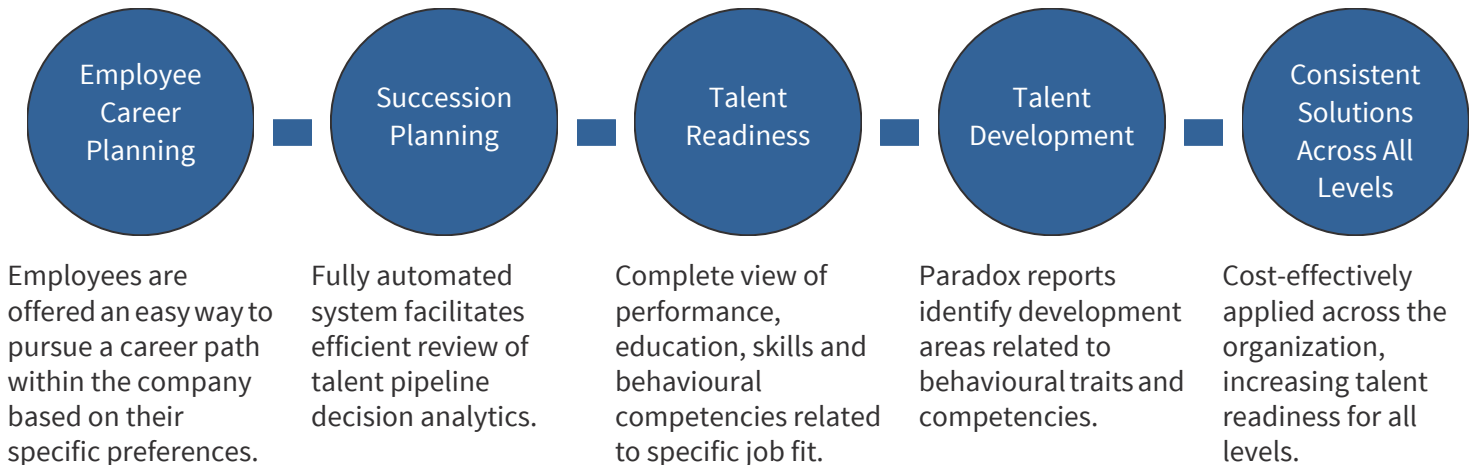 Employee
Career
Planning
Succession
Planning
Talent
Readiness
Talent
Development
Consistent
Solutions
Across All
Levels
Employees are
offered an easy way to
pursue a career path
within the company
based on their
specific preferences.
Fully automated
system facilitates
efficient review of
talent pipeline
decision analytics.
Complete view of
performance,
education, skills and
behavioural
competencies related
to specific job fit.
Paradox reports
identify development
areas related to
behavioural traits and
competencies.
Cost-effectively
applied across the
organization,
increasing talent
readiness for all
levels.